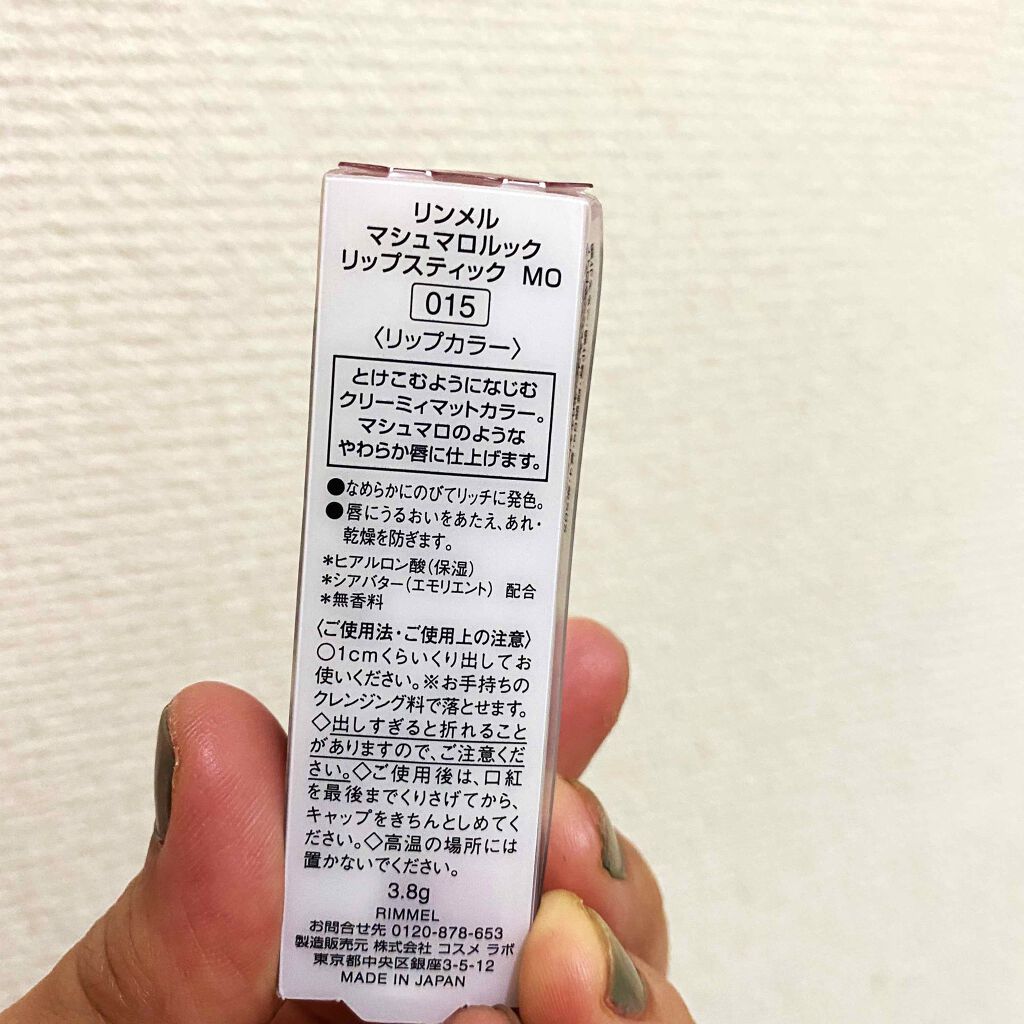 リンメル
マシュマロルック
リップスティック MO
015
〈リップカラー〉
とけこむようになじむ
クリーミィマットカラー。
マシュマロのような
やわらか唇に仕上げます。
●なめらかにのびてリッチに発色。
●唇にうるおいをあたえ、あれ・
乾燥を防ぎます。
*ヒアルロン酸(保湿)
*シアバター(エモリエント) 配合
*無香料
〈ご使用法・ご使用上の注意〉
○1cmくらいくり出してお
使いください。※お手持ちの
クレンジング料で落とせます。
◇出しすぎると折れること
がありますので、ご注意くだ
さい。◇ご使用後は、口紅
を最後までくりさげてから、
キャップをきちんとしめてく
ださい。◇高温の場所には
置かないでください。
3.8g
RIMMEL
お問合せ先 0120-878-653
製造販売元 株式会社 コスメ ラボ
東京都中央区銀座3-5-12
MADE IN JAPAN